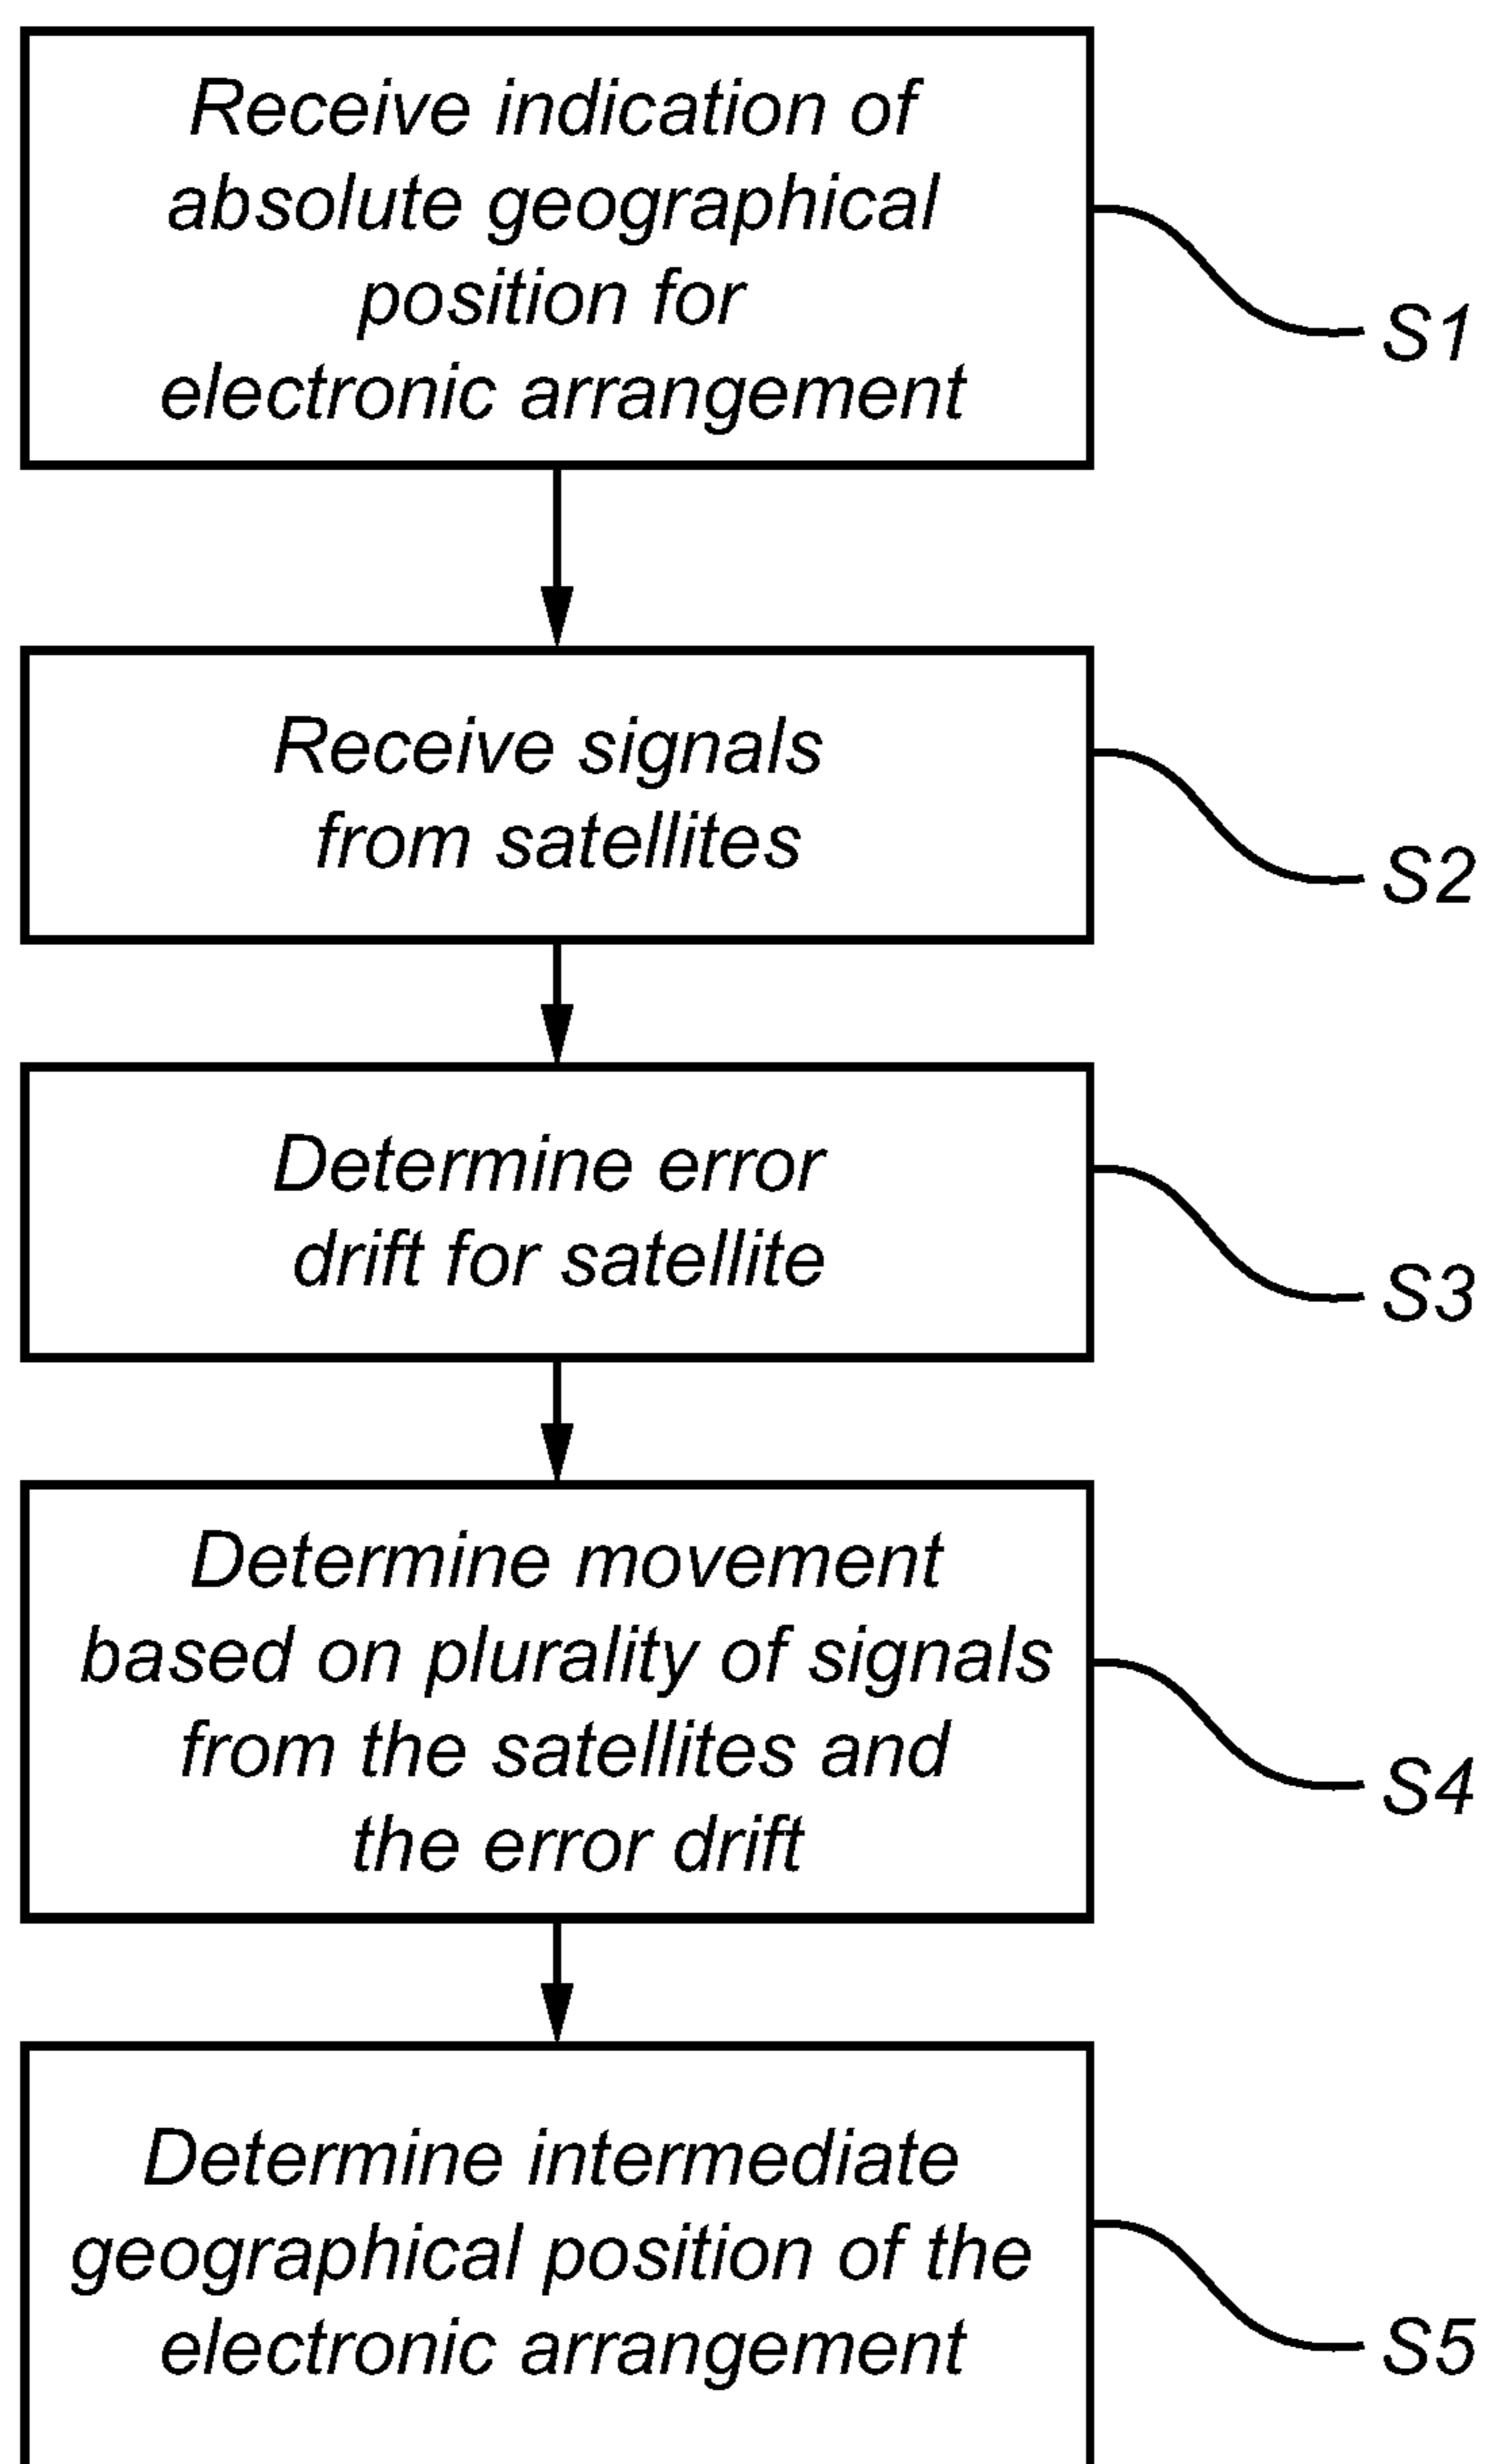 Receive indication of
absolute geographical
position for
electronic arrangement
S1
Receive signals
from satellites
S2
Determine error
drift for satellite
S3
Determine movement
based on plurality of signals
from the satellites and
the error drift
S4
Determine intermediate
geographical position of the
electronic arrangement
S5